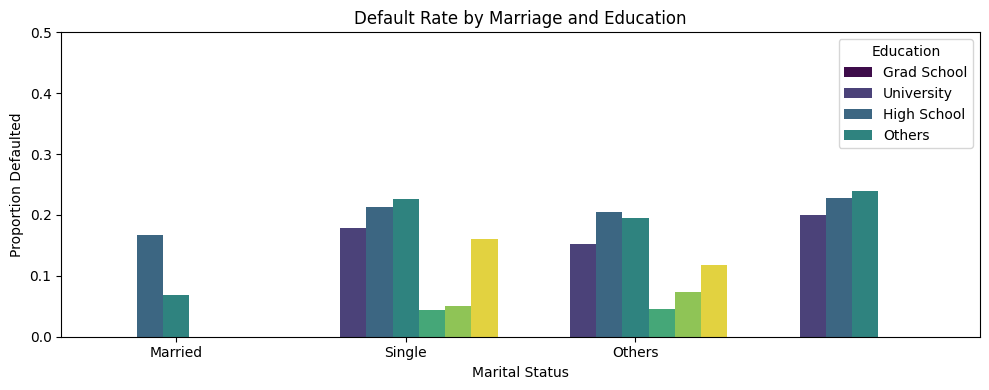 Default Rate by Marriage and Education
Proportion Defaulted
0.5
0.4
0.3
0.2
0.1
0.0
Education
Grad School
University
High School
Others
Married
Single
Others
Marital Status